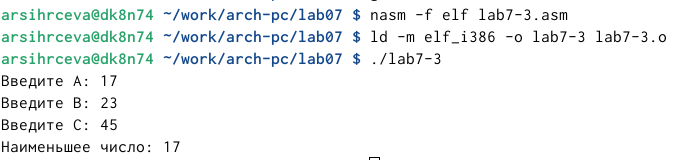 arsihrceva@dk8n74 ~/work/arch-pc/lab07 $ nasm -f elf lab7-3.asm
arsihrceva@dk8n74 ~/work/arch-pc/lab07 $ ld -m elf_i386 -o lab7-3 lab7-3.o
arsihrceva@dk8n74 ~/work/arch-pc/lab07 $ ./lab7-3
Введите A: 17
Введите B: 23
Введите C: 45
Наименьшее число: 17